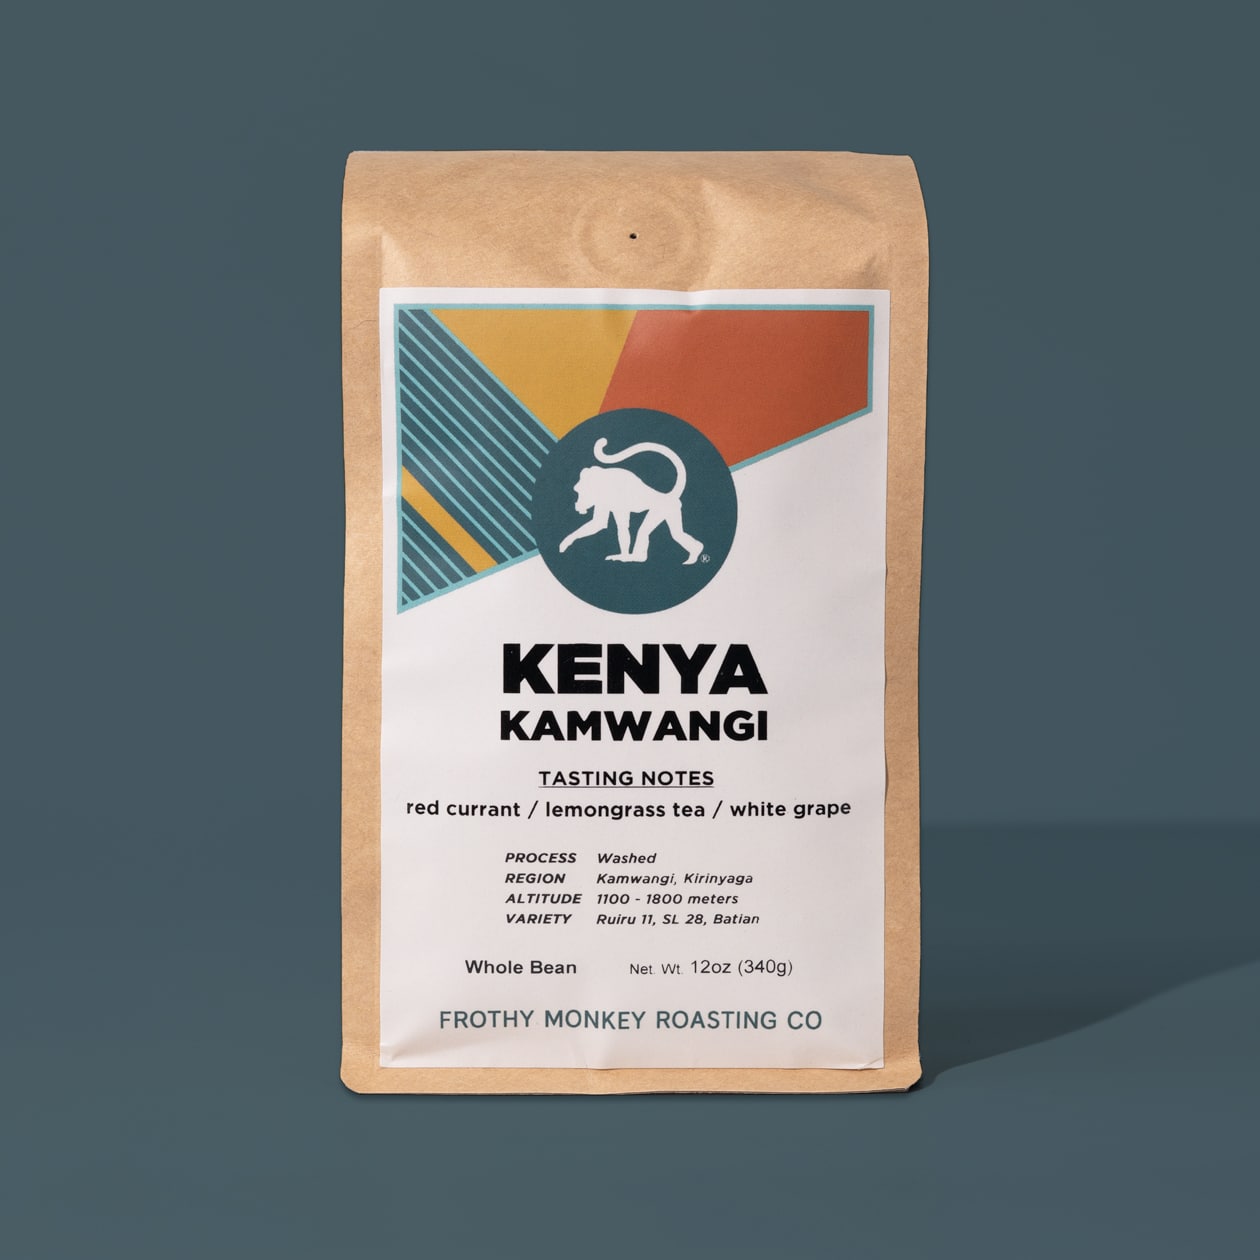 ®
KENYA
KAMWANGI
TASTING NOTES
red currant / lemongrass tea / white grape
PROCESS Washed
REGION Kamwangi, Kirinyaga
ALTITUDE 1100 - 1800 meters
VARIETY Ruiru 11, SL 28, Batian
Whole Bean Net. Wt. 12oz (340g)
FROTHY MONKEY ROASTING CO